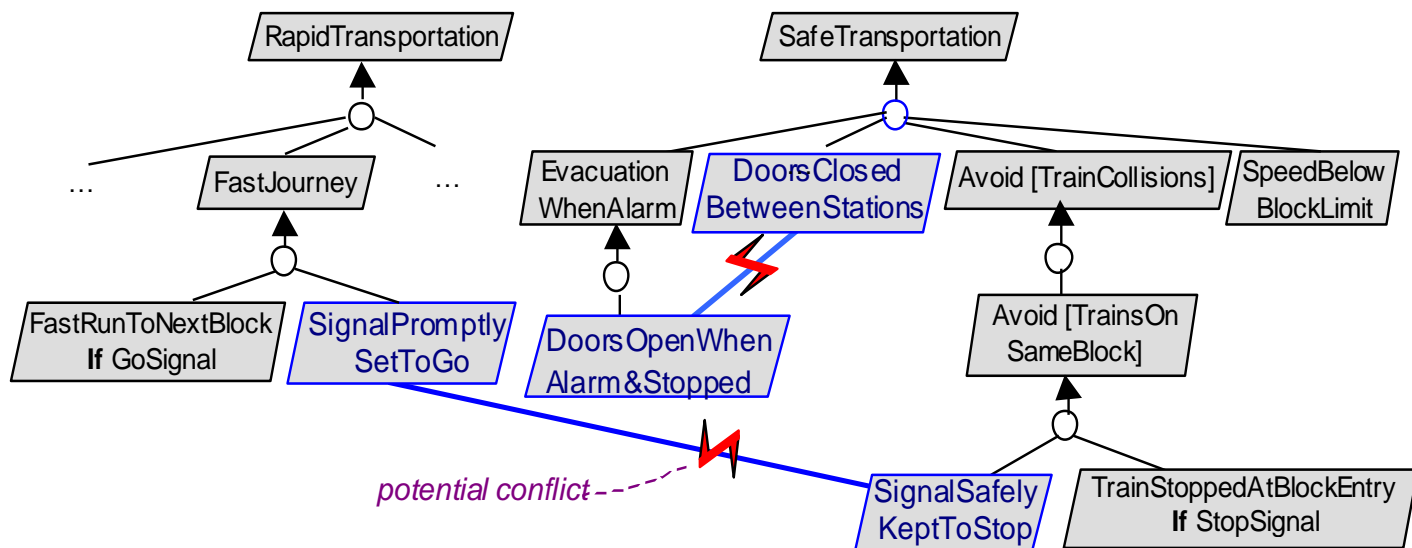 RapidTransportation
SafeTransportation
...
FastJourney
...
Evacuation
WhenAlarm
DoorsClosed
BetweenStations
Avoid [TrainCollisions]
SpeedBelow
BlockLimit
FastRunToNextBlock
If GoSignal
SignalPromptly
SetToGo
DoorsOpenWhen
Alarm&Stopped
Avoid [TrainsOn
SameBlock]
potential conflict
SignalSafely
KeptToStop
TrainStoppedAtBlockEntry
If StopSignal